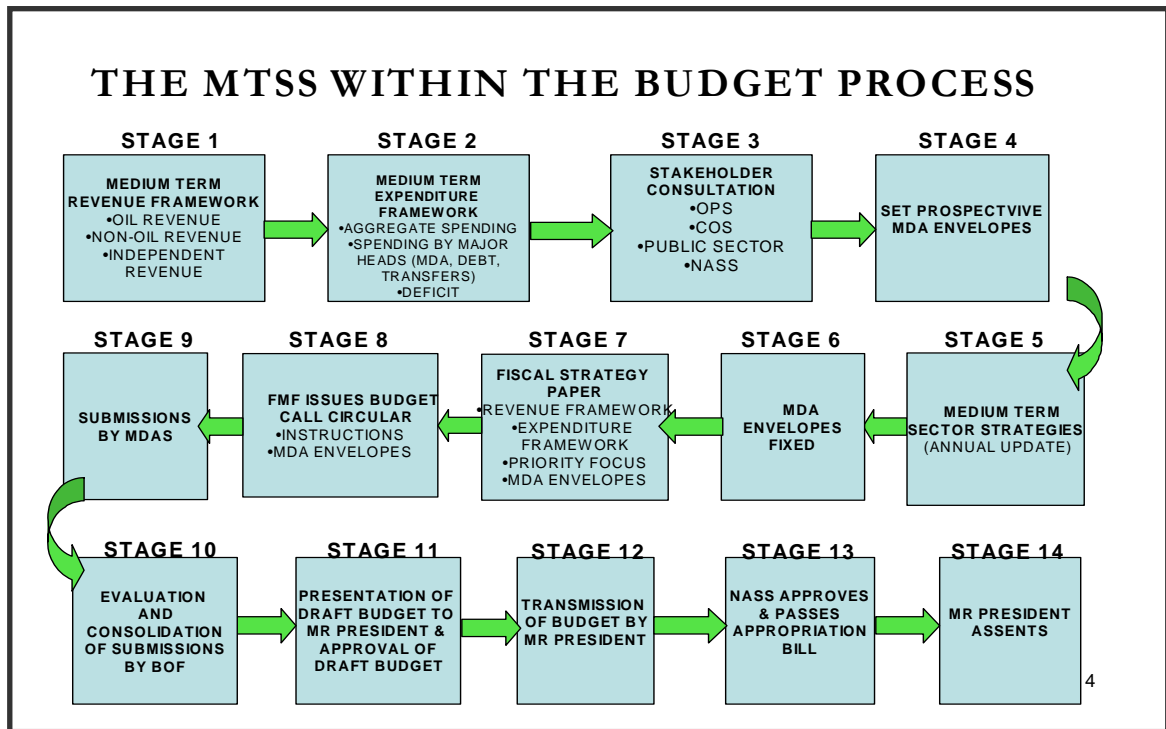 THE MTSS WITHIN THE BUDGET PROCESS
STAGE 1
MEDIUM TERM
REVENUE FRAMEWORK
•OIL REVENUE
•NON-OIL REVENUE
•INDEPENDENT
REVENUE
STAGE 2
MEDIUM TERM
EXPENDITURE
FRAMEWORK
•AGGREGATE SPENDING
•SPENDING BY MAJOR
HEADS (MDA, DEBT,
TRANSFERS)
•DEFICIT
STAGE 3
STAKEHOLDER
CONSULTATION
•OPS
•COS
•PUBLIC SECTOR
•NASS
STAGE 4
SET PROSPECTVIVE
MDA ENVELOPES
STAGE 5
MEDIUM TERM
SECTOR STRATEGIES
(ANNUAL UPDATE)
STAGE 6
MDA
ENVELOPES
FIXED
STAGE 7
FISCAL STRATEGY
PAPER
•REVENUE FRAMEWORK
•EXPENDITURE
FRAMEWORK
•PRIORITY FOCUS
•MDA ENVELOPES
STAGE 8
FMF ISSUES BUDGET
CALL CIRCULAR
•INSTRUCTIONS
•MDA ENVELOPES
STAGE 9
SUBMISSIONS
BY MDAS
STAGE 10
EVALUATION
AND
CONSOLIDATION
OF SUBMISSIONS
BY BOF
STAGE 11
PRESENTATION OF
DRAFT BUDGET TO
MR PRESIDENT &
APPROVAL OF
DRAFT BUDGET
STAGE 12
TRANSMISSION
OF BUDGET BY
MR PRESIDENT
STAGE 13
NASS APPROVES
& PASSES
APPROPRIATION
BILL
STAGE 14
MR PRESIDENT
ASSENTS
4